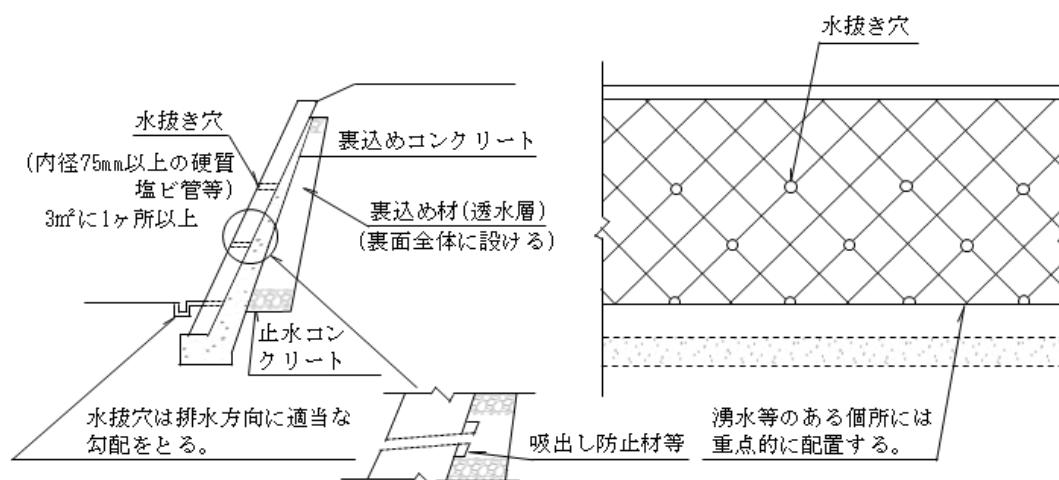 水抜き穴
水抜き穴
(内径75mm以上の硬質
塩ビ管等)
3㎡に1ヶ所以上
裏込めコンクリート
裏込め材(透水層)
(裏面全体に設ける)
止水コン
クリート
水抜穴は排水方向に適当な
勾配をとる。
吸出し防止材等
湧水等のある個所には
重点的に配置する。